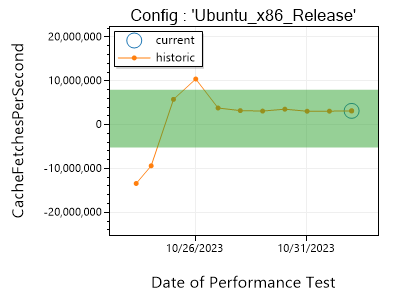 Config : 'Ubuntu_x86_Release'
current
historic
CacheFetchesPerSecond
20,000,000
10,000,000
0
-10,000,000
-20,000,000
10/26/2023
10/31/2023
Date of Performance Test